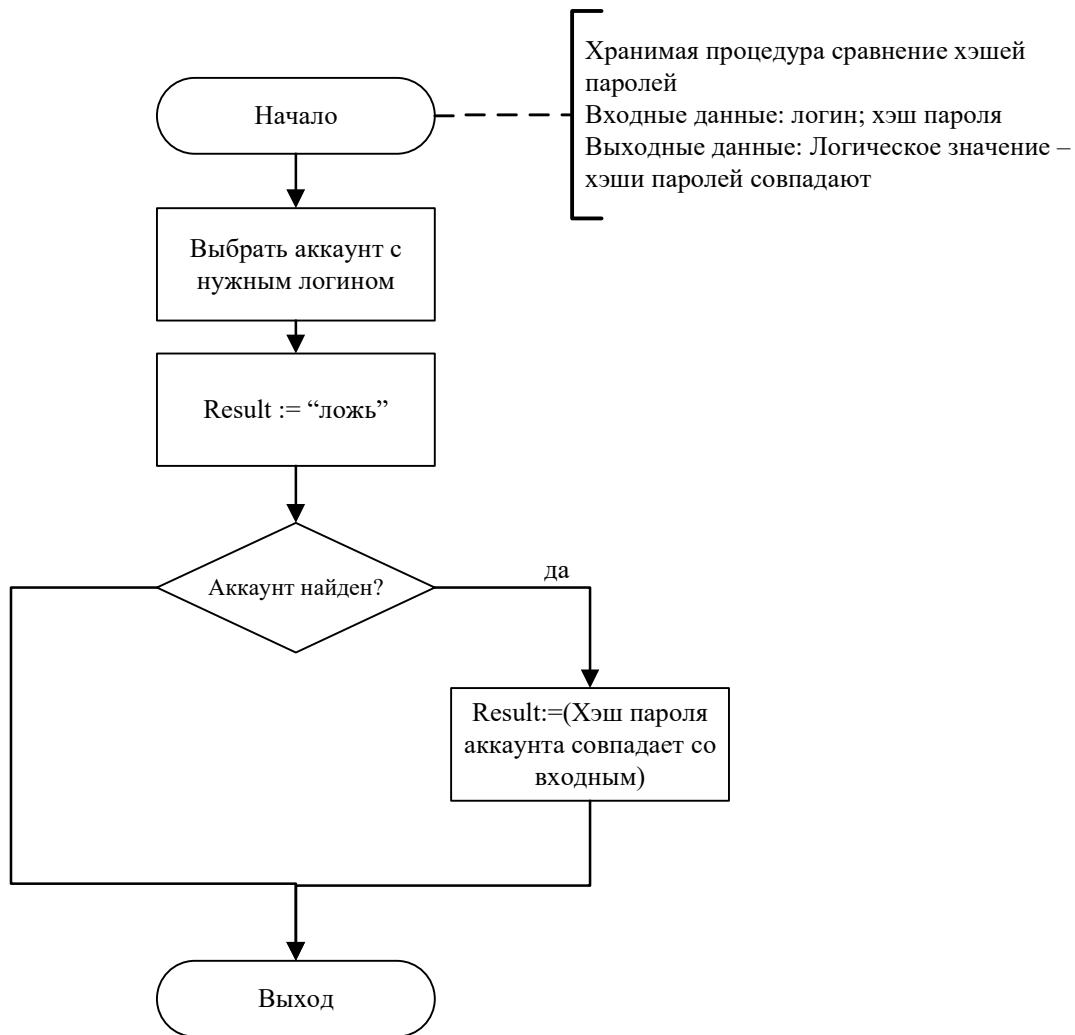 Начало
Хранимая процедура сравнение хэшей
паролей
Входные данные: логин; хэш пароля
Выходные данные: Логическое значение –
хэши паролей совпадают
Выбрать аккаунт с
нужным логином
Result := “ложь”
Аккаунт найден?
да
Result:=(Хэш пароля
аккаунта совпадает со
входным)
Выход